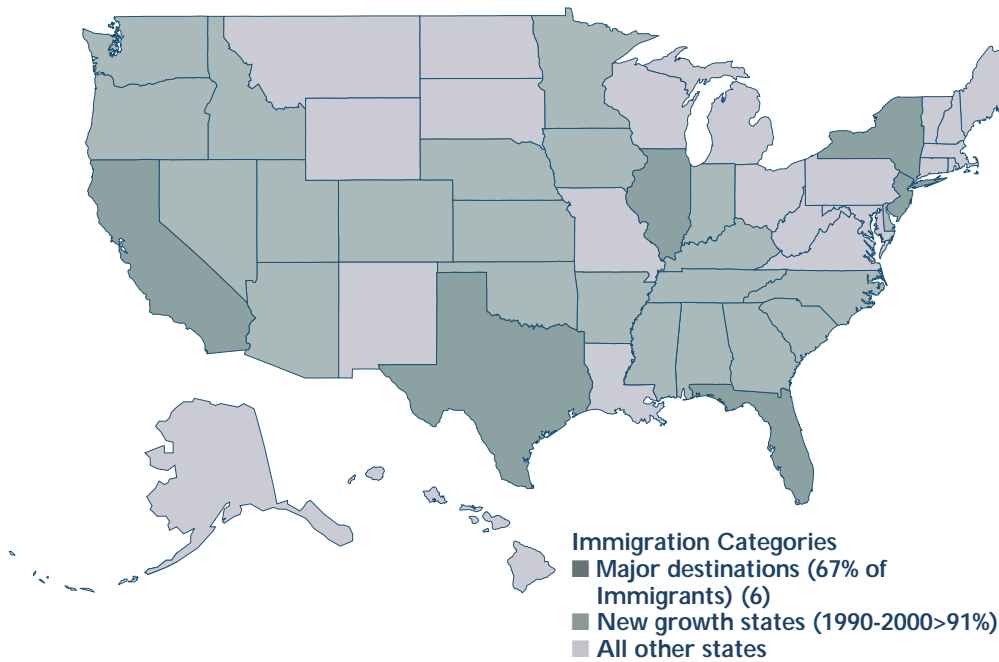 Immigration Categories
Major destinations (67% of
Immigrants) (6)
New growth states (1990-2000>91%)
All other states